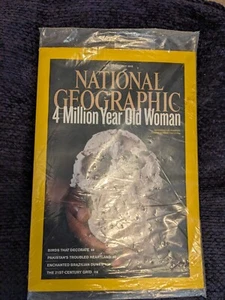 NATIONAL
GEOGRAPHIC
4 Million Year Old Woman
BIRDS THAT DECORATE
PAKISTAN'S TROUBLED HEARTLAND
ENCHANTED BRAZILIAN DUNES
THE 21ST-CENTURY GRID